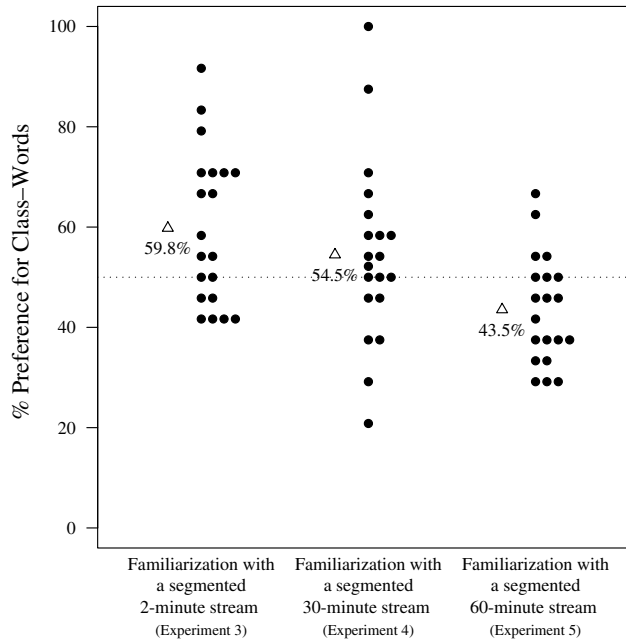 % Preference for Class–Words
100
80
60
40
20
0
59.8%
54.5%
43.5%
Familiarization with
a segmented
2-minute stream
(Experiment 3)
Familiarization with
a segmented
30-minute stream
(Experiment 4)
Familiarization with
a segmented
60-minute stream
(Experiment 5)